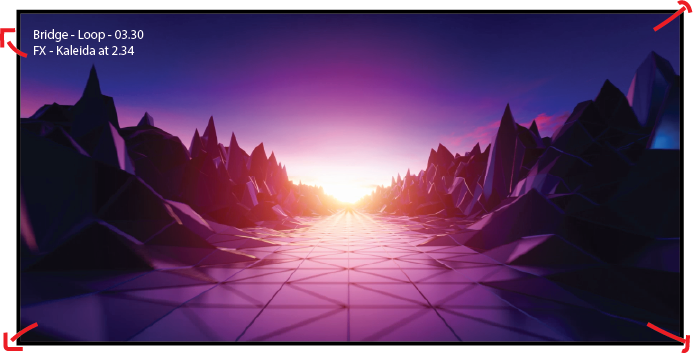 Bridge - Loop - 03.30
FX - Kaleida at 2.34